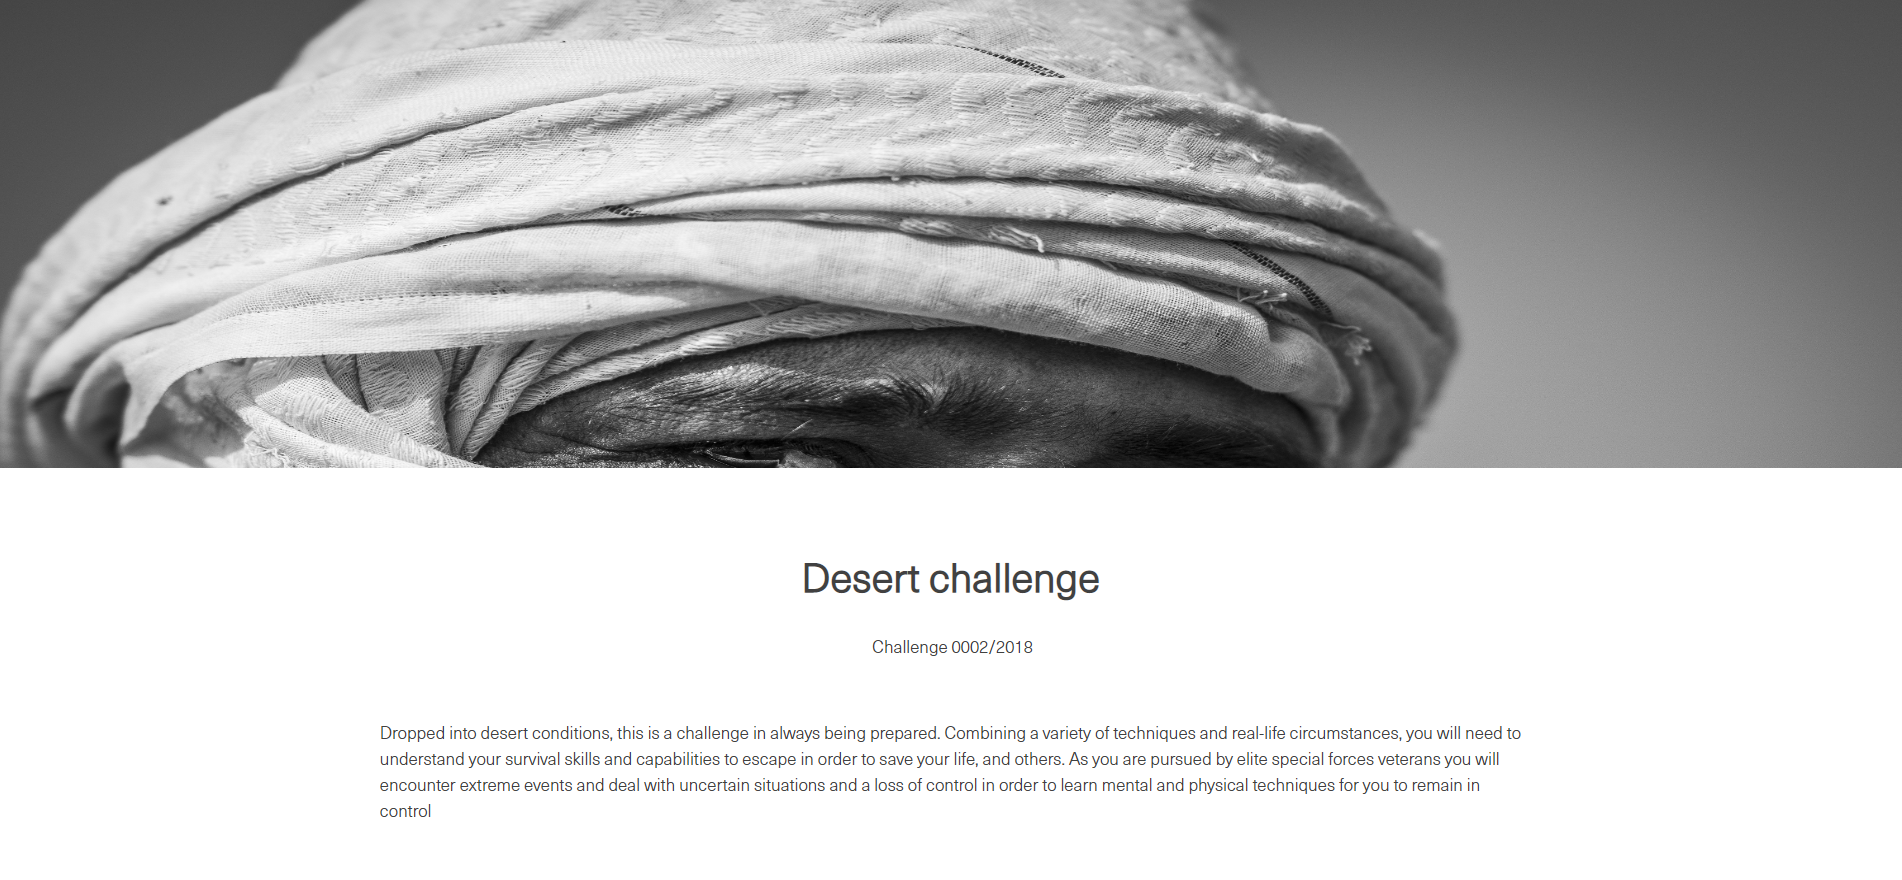 Desert challenge
Challenge 0002/2018
Dropped into desert conditions, this is a challenge in always being prepared. Combining a variety of techniques and real-life circumstances, you will need to
understand your survival skills and capabilities to escape in order to save your life, and others. As you are pursued by elite special forces veterans you will
encounter extreme events and deal with uncertain situations and a loss of control in order to learn mental and physical techniques for you to remain in
control